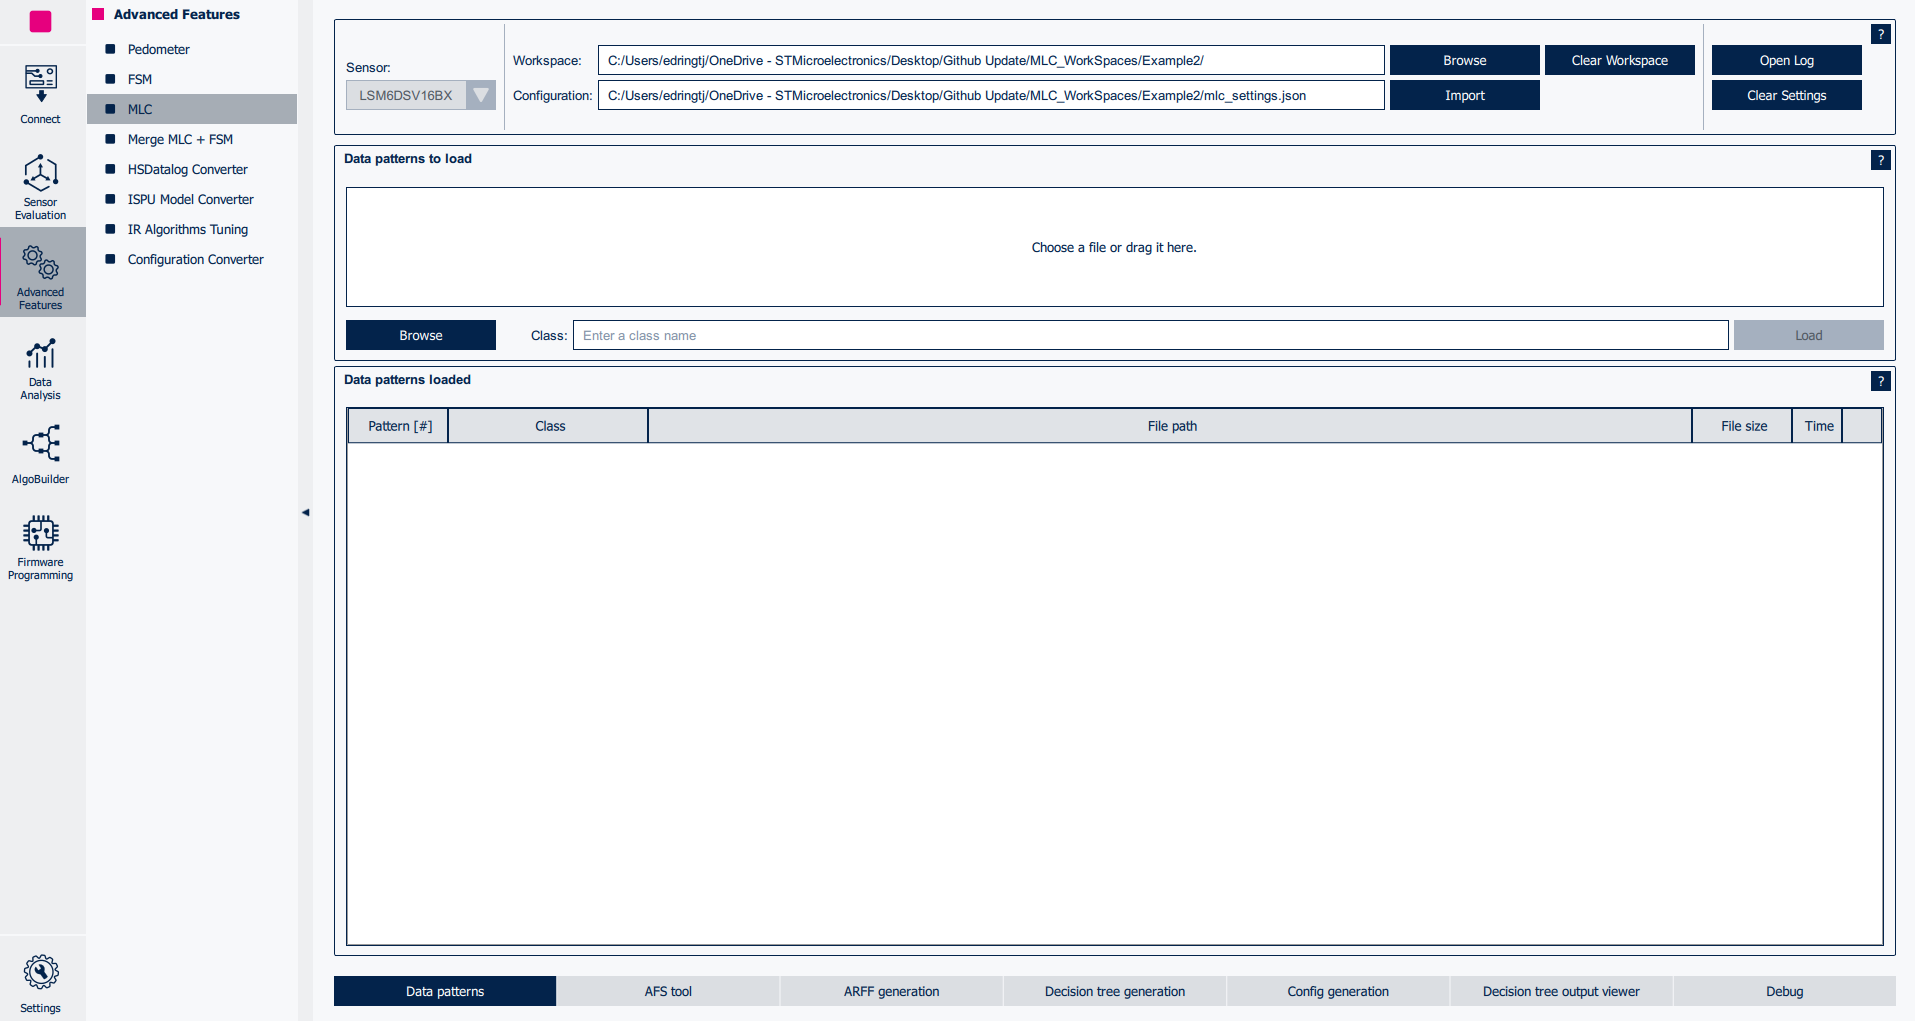 Connect
Sensor
Evaluation
Advanced
Features
Data
Analysis
AlgoBuilder
Firmware
Programming
Settings
Advanced Features
Pedometer
FSM
MLC
Merge MLC + FSM
HSDatalog Converter
ISPU Model Converter
IR Algorithms Tuning
Configuration Converter
Sensor:
LSM6DSV16BX
Workspace: C:/Users/edringtj/OneDrive - STMicroelectronics/Desktop/Github Update/MLC_WorkSpaces/Example2/ Browse Clear Workspace Open Log ?
Configuration: C:/Users/edringtj/OneDrive - STMicroelectronics/Desktop/Github Update/MLC_WorkSpaces/Example2/mlc_settings.json Import Clear Settings
Data patterns to load ?
Choose a file or drag it here.
Browse Class: Enter a class name Load
Data patterns loaded ?
Pattern [#] Class File path File size Time
Data patterns AFS tool ARFF generation Decision tree generation Config generation Decision tree output viewer Debug